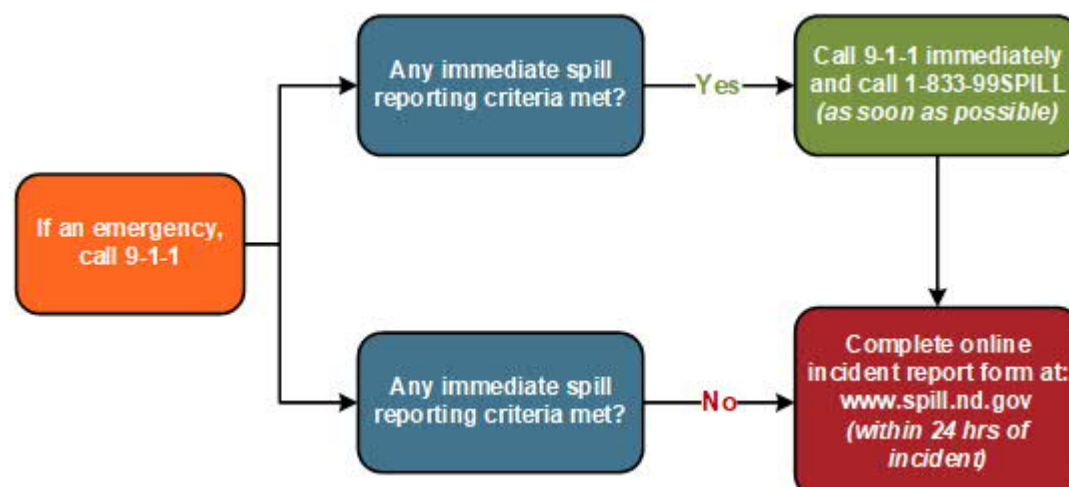 If an emergency,
call 9-1-1
Any immediate spill
reporting criteria met?
Yes
Call 9-1-1 immediately
and call 1-833-99SPILL
(as soon as possible)
Any immediate spill
reporting criteria met?
No
Complete online
incident report form at:
www.spill.nd.gov
(within 24 hrs of
incident)